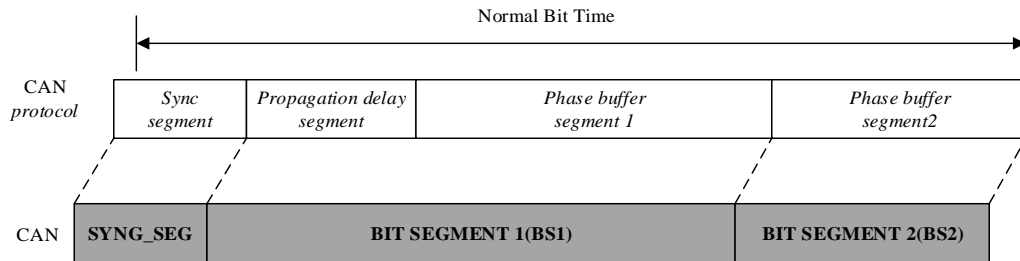 Normal Bit Time
CAN
protocol
Sync
segment
Propagation delay
segment
Phase buffer
segment 1
Phase buffer
segment2
CAN
SYNG_SEG
BIT SEGMENT 1(BS1)
BIT SEGMENT 2(BS2)